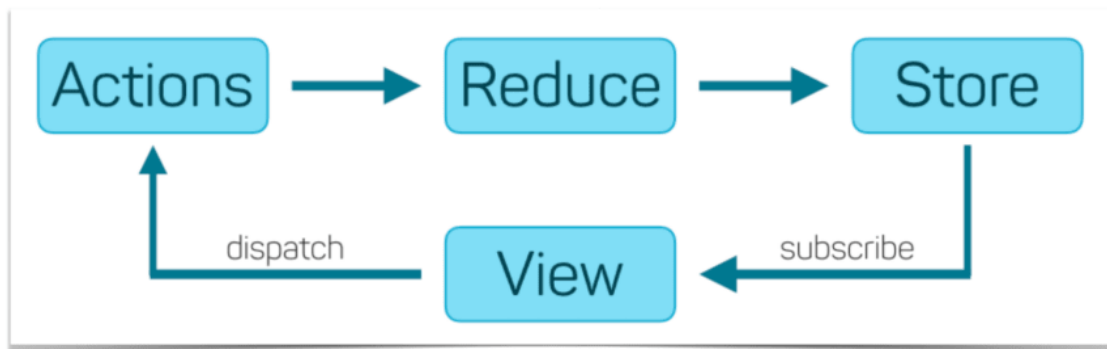 Actions
Reduce
Store
dispatch
View
subscribe